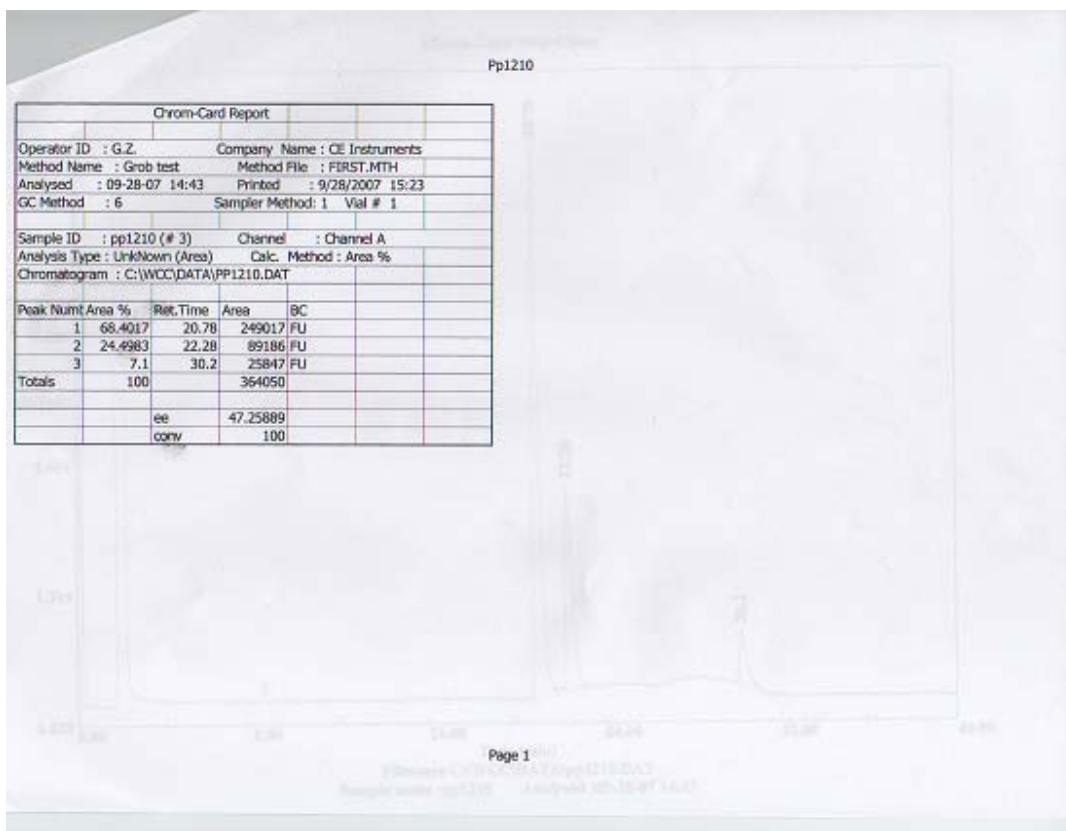 Pp1210
Chrom-Card Report
Operator ID : G.Z. Company Name : CE Instruments
Method Name : Grob test Method File : FIRST.MTH
Analysed : 09-28-07 14:43 Printed : 9/28/2007 15:23
GC Method : 6 Sampler Method: 1 Vial # 1
Sample ID : pp1210 (# 3) Channel : Channel A
Analysis Type : UnkNown (Area) Calc. Method : Area %
Chromatogram : C:\WCC\DATA\PP1210.DAT
Peak Numt Area % Ret.Time Area BC
1 68.4017 20.78 249017 FU
2 24.4983 22.28 89186 FU
3 7.1 30.2 25847 FU
Totals 100 364050
ee 47.25889
conv 100
Page 1